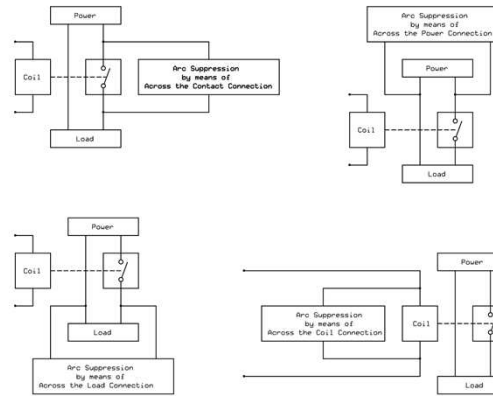 Power
Coil
Arc Suppression
by means of
Across the Contact Connection
Load
Arc Suppression
by means of
Across the Power Connection
Power
Coil
Load
Power
Coil
Load
Arc Suppression
by means of
Across the Load Connection
Power
Arc Suppression
by means of
Across the Coil Connection
Coil
Load